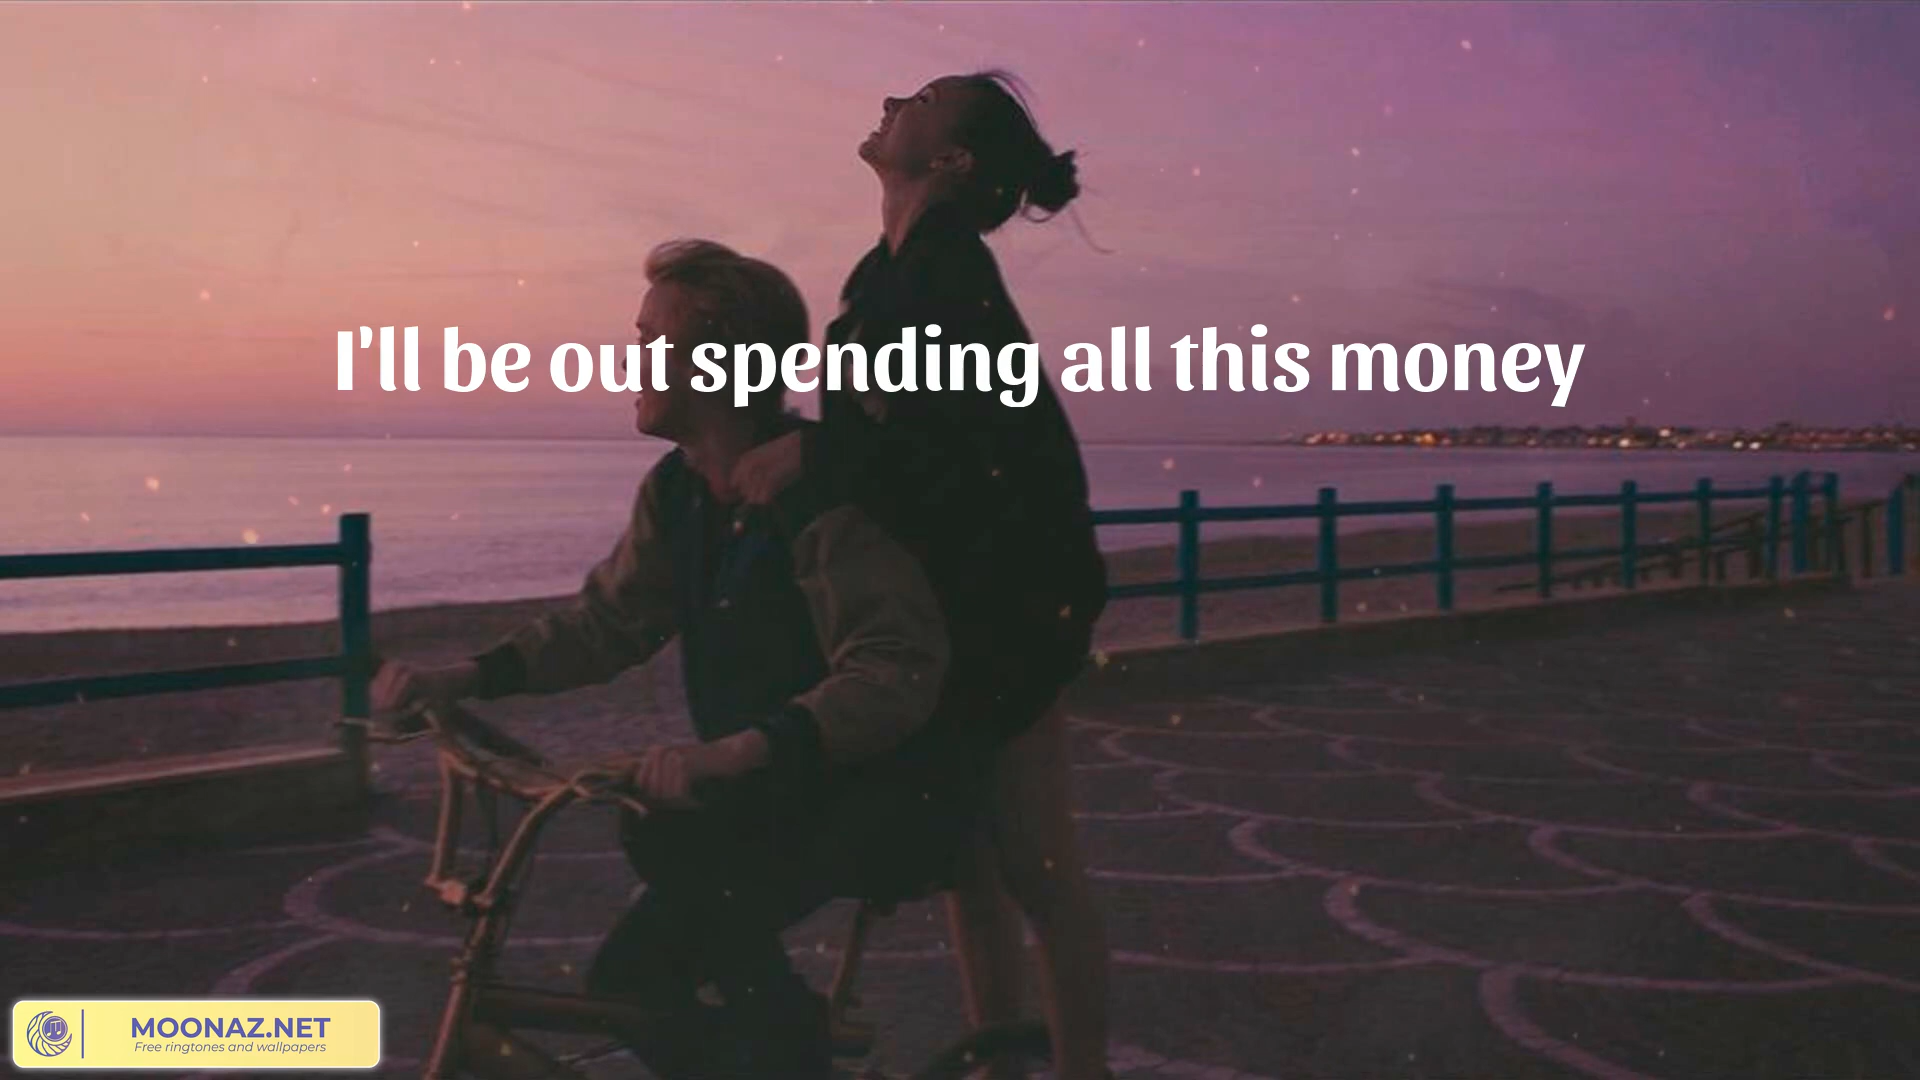 I'll be out spending all this money
MOONAZ.NET
Free ringtones and wallpapers